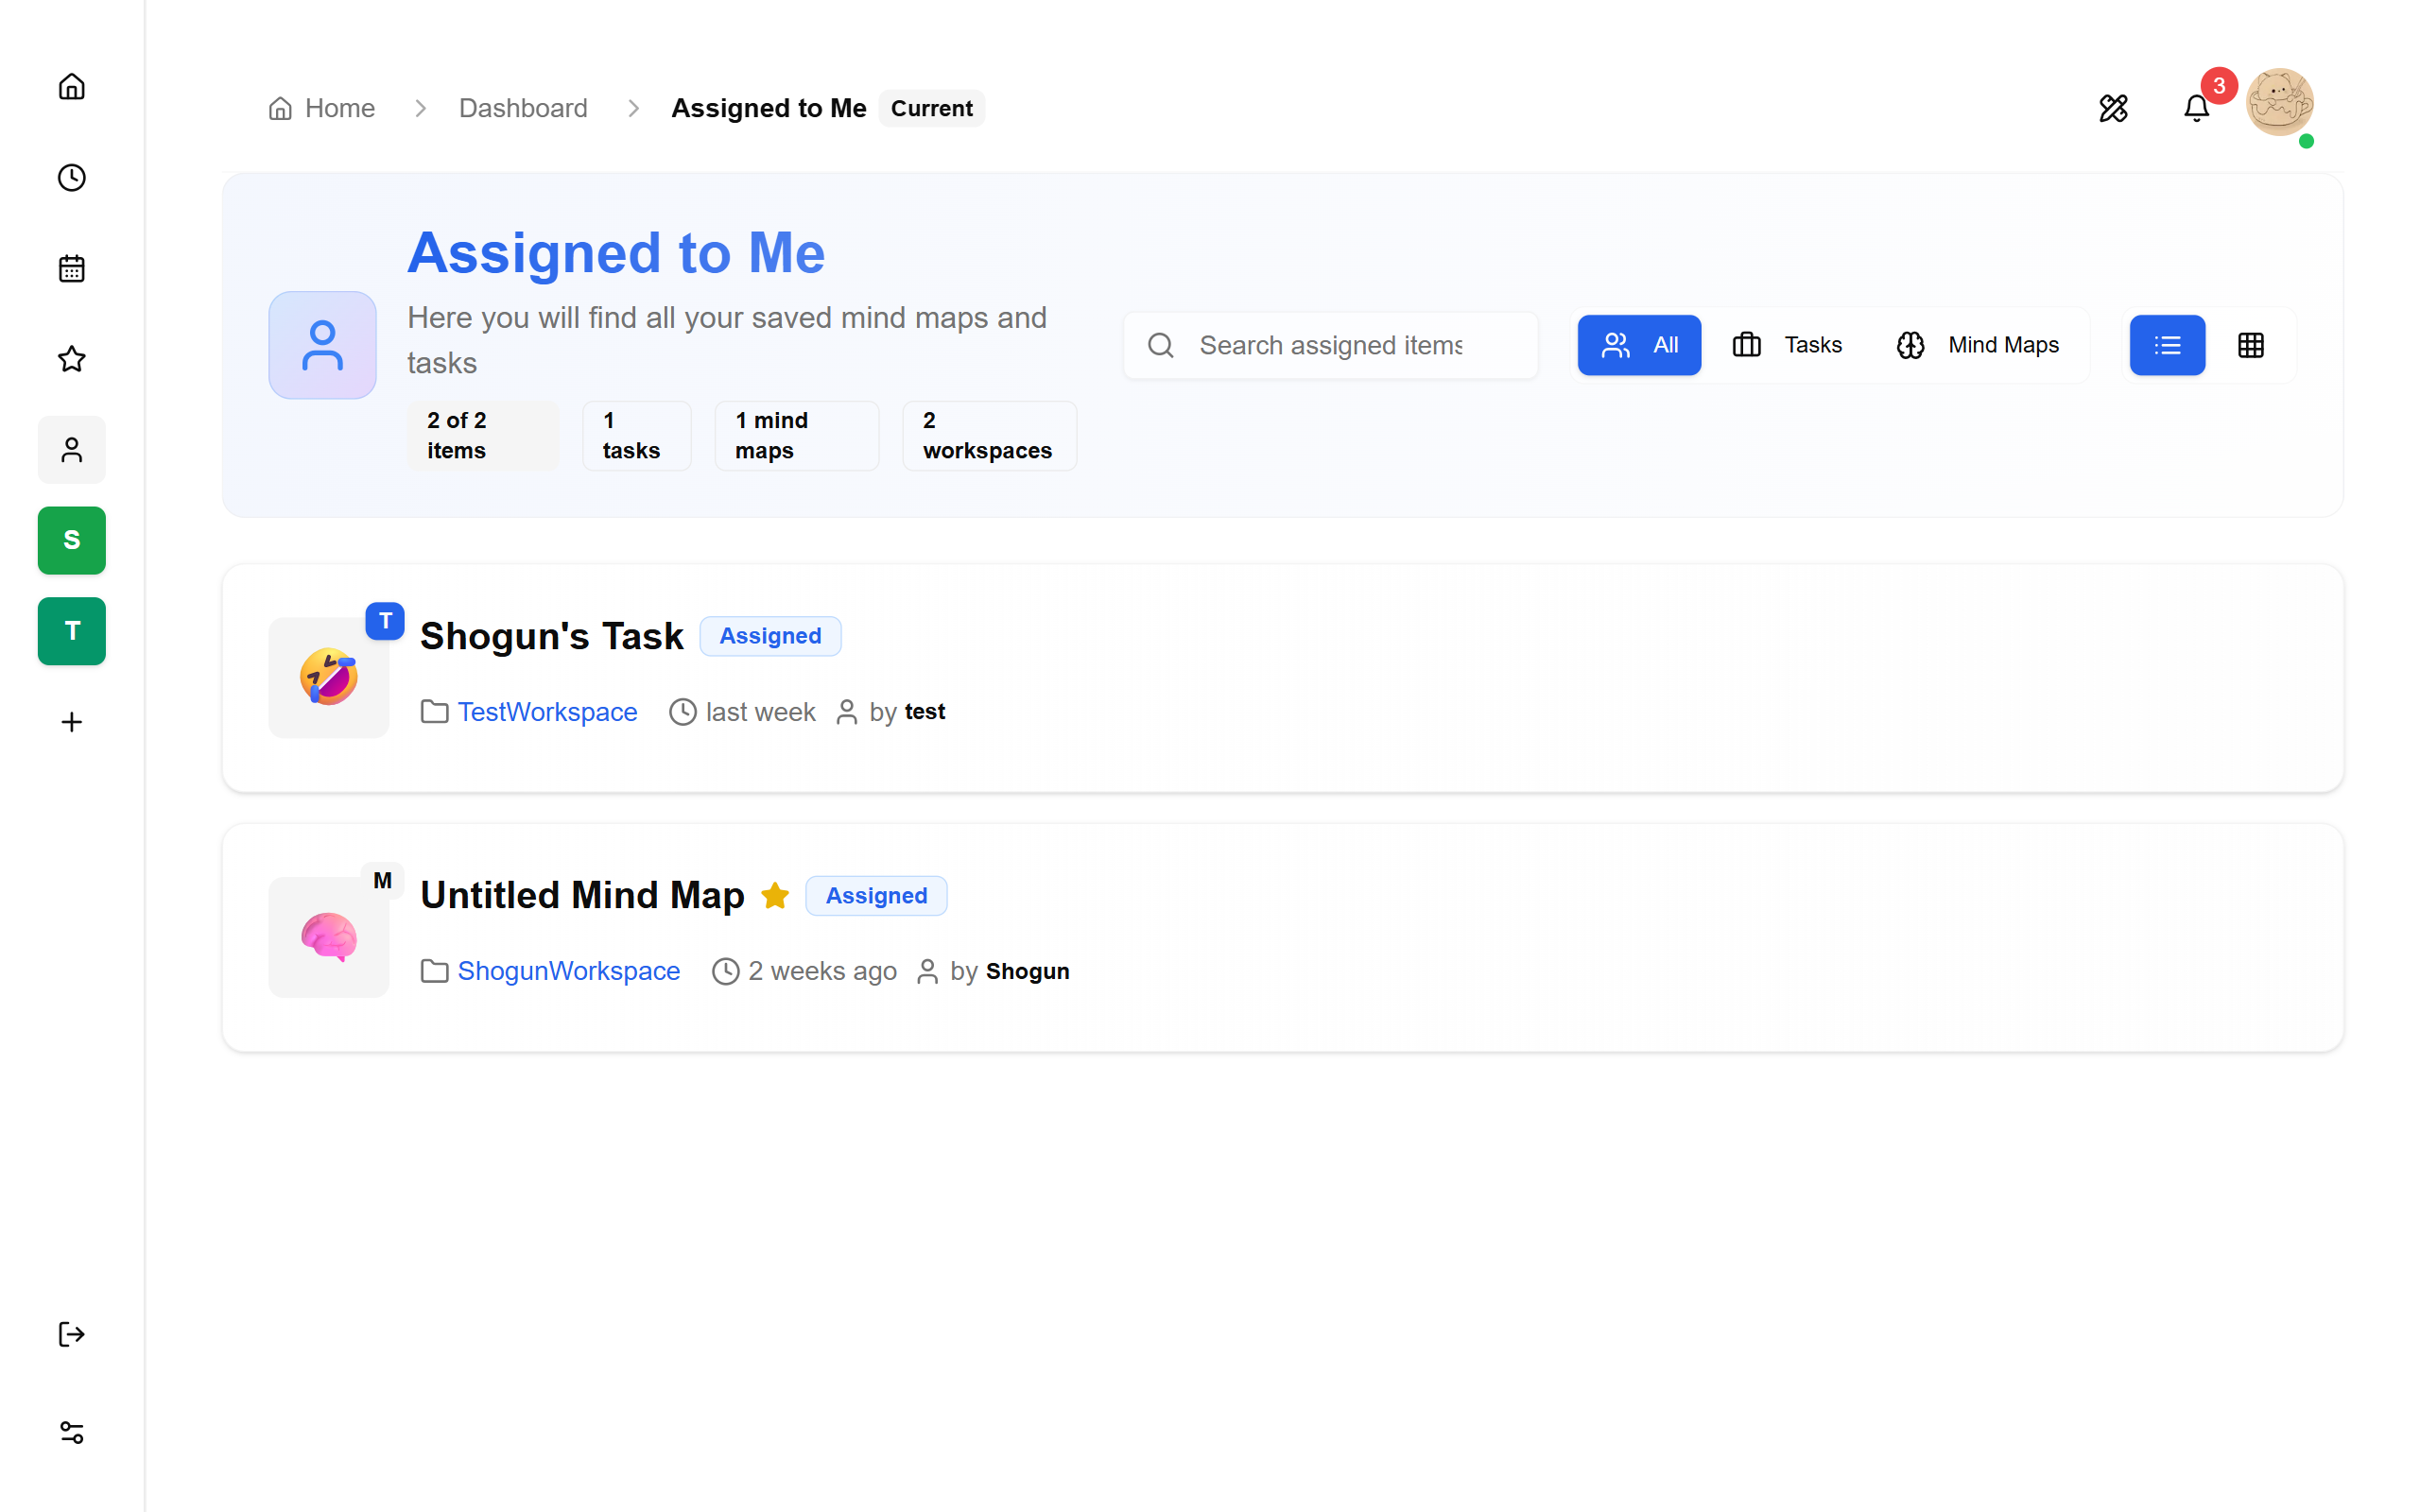 Home
Dashboard
Assigned to Me
Current
3
Assigned to Me
Here you will find all your saved mind maps and
tasks
2 of 2
items
1
tasks
1 mind
maps
2
workspaces
Search assigned items
All
Tasks
Mind Maps
S
T
T
Shogun's Task
Assigned
TestWorkspace
last week
by test
M
Untitled Mind Map
Assigned
ShogunWorkspace
2 weeks ago
by Shogun